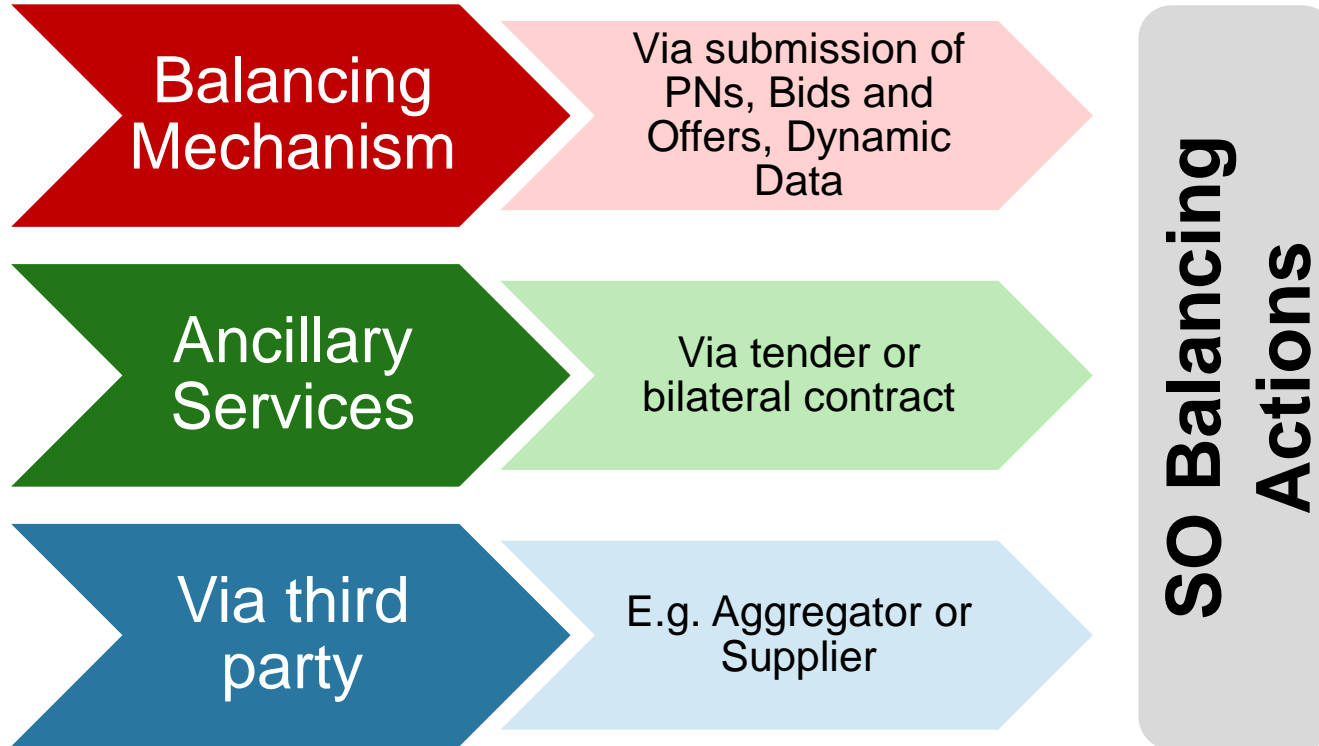 Balancing
Mechanism
Via submission of
PNs, Bids and
Offers, Dynamic
Data
Ancillary
Services
Via tender or
bilateral contract
Via third
party
E.g. Aggregator or
Supplier
SO Balancing
Actions